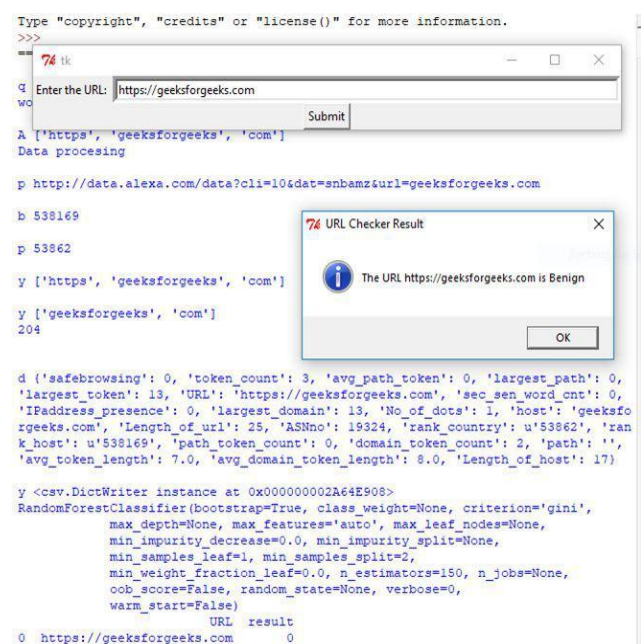 Type "copyright", "credits" or "license()" for more information.
>>>
tk
Enter the URL: https://geeksforgeeks.com
Submit
q
wo
A ['https', 'geeksforgeeks', 'com']
Data procesing
p http://data.alexa.com/data?cli=10&dat=snbamz&url=geeksforgeeks.com
b 538169
p 53862
y ['https', 'geeksforgeeks', 'com']
y ['geeksforgeeks', 'com']
204
URL Checker Result
The URL https://geeksforgeeks.com is Benign
OK
d {'safebrowsing': 0, 'token_count': 3, 'avg_path_token': 0, 'largest_path': 0,
'largest_token': 13, 'URL': 'https://geeksforgeeks.com', 'sec_sen_word_cnt': 0,
'IPaddress_presence': 0, 'largest_domain': 13, 'No_of_dots': 1, 'host': 'geeksfo
rgeeks.com', 'Length_of_url': 25, 'ASNno': 19324, 'rank_country': u'53862', 'ran
k_host': u'538169', 'path_token_count': 0, 'domain_token_count': 2, 'path': '',
'avg_token_length': 7.0, 'avg_domain_token_length': 8.0, 'Length_of_host': 17}
y <csv.DictWriter instance at 0x000000002A64E908>
RandomForestClassifier(bootstrap=True, class_weight=None, criterion='gini',
max_depth=None, max_features='auto', max_leaf_nodes=None,
min_impurity_decrease=0.0, min_impurity_split=None,
min_samples_leaf=1, min_samples_split=2,
min_weight_fraction_leaf=0.0, n_estimators=150, n_jobs=None,
oob_score=False, random_state=None, verbose=0,
warm_start=False)
URL result
0 https://geeksforgeeks.com 0